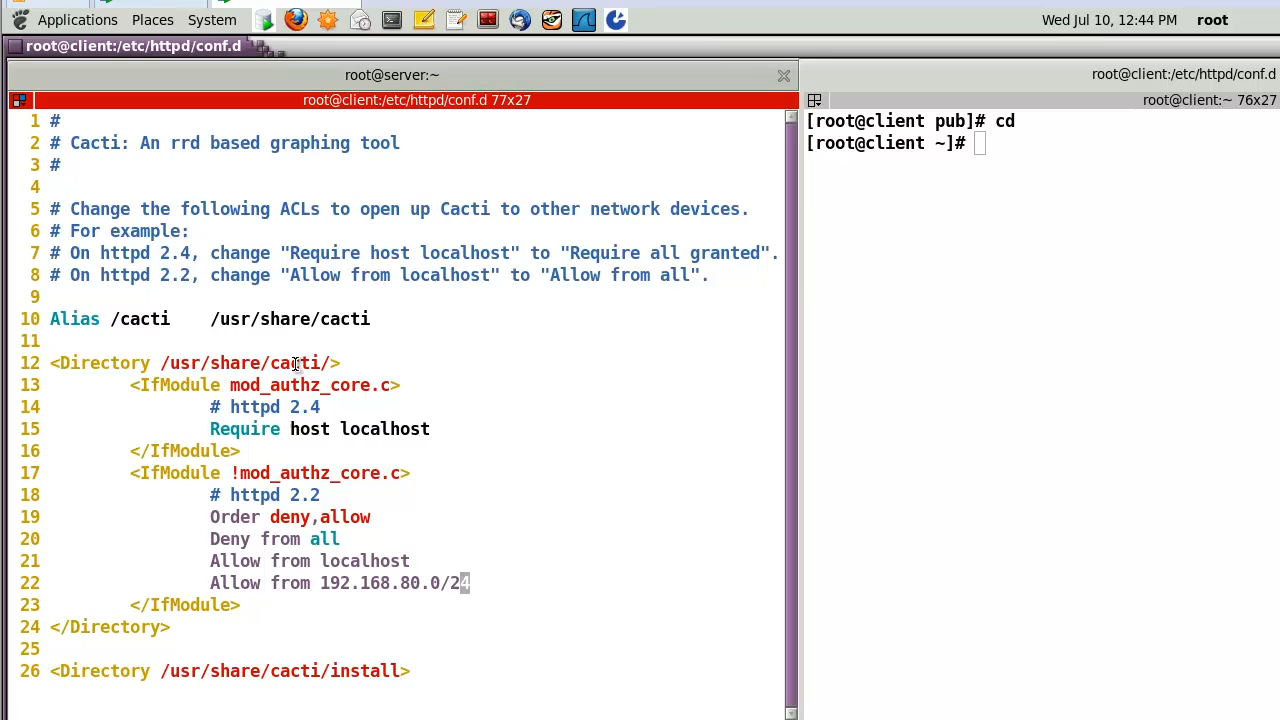 Applications Places System Wed Jul 10, 12:44 PM root
root@client:/etc/httpd/conf.d
root@server:~
root@client:/etc/httpd/conf.d
root@client:/etc/httpd/conf.d 77x27
root@client:~ 76x27
1 #
2 # Cacti: An rrd based graphing tool
3 #
4
5 # Change the following ACLs to open up Cacti to other network devices.
6 # For example:
7 # On httpd 2.4, change "Require host localhost" to "Require all granted".
8 # On httpd 2.2, change "Allow from localhost" to "Allow from all".
9
10 Alias /cacti    /usr/share/cacti
11
12 <Directory /usr/share/cacti/>
13         <IfModule mod_authz_core.c>
14                 # httpd 2.4
15                 Require host localhost
16         </IfModule>
17         <IfModule !mod_authz_core.c>
18                 # httpd 2.2
19                 Order deny,allow
20                 Deny from all
21                 Allow from localhost
22                 Allow from 192.168.80.0/24
23         </IfModule>
24 </Directory>
25
26 <Directory /usr/share/cacti/install>
[root@client pub]# cd
[root@client ~]#